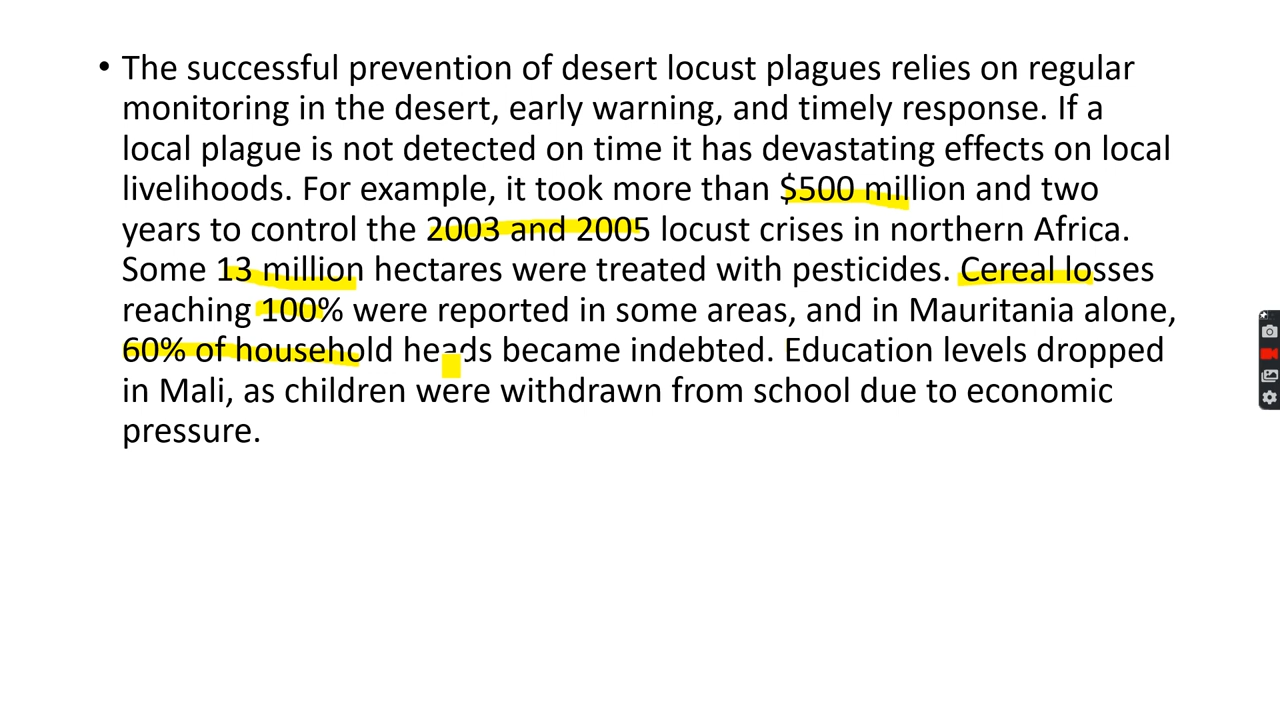 • The successful prevention of desert locust plagues relies on regular
monitoring in the desert, early warning, and timely response. If a
local plague is not detected on time it has devastating effects on local
livelihoods. For example, it took more than $500 million and two
years to control the 2003 and 2005 locust crises in northern Africa.
Some 13 million hectares were treated with pesticides. Cereal losses
reaching 100% were reported in some areas, and in Mauritania alone,
60% of household heads became indebted. Education levels dropped
in Mali, as children were withdrawn from school due to economic
pressure.